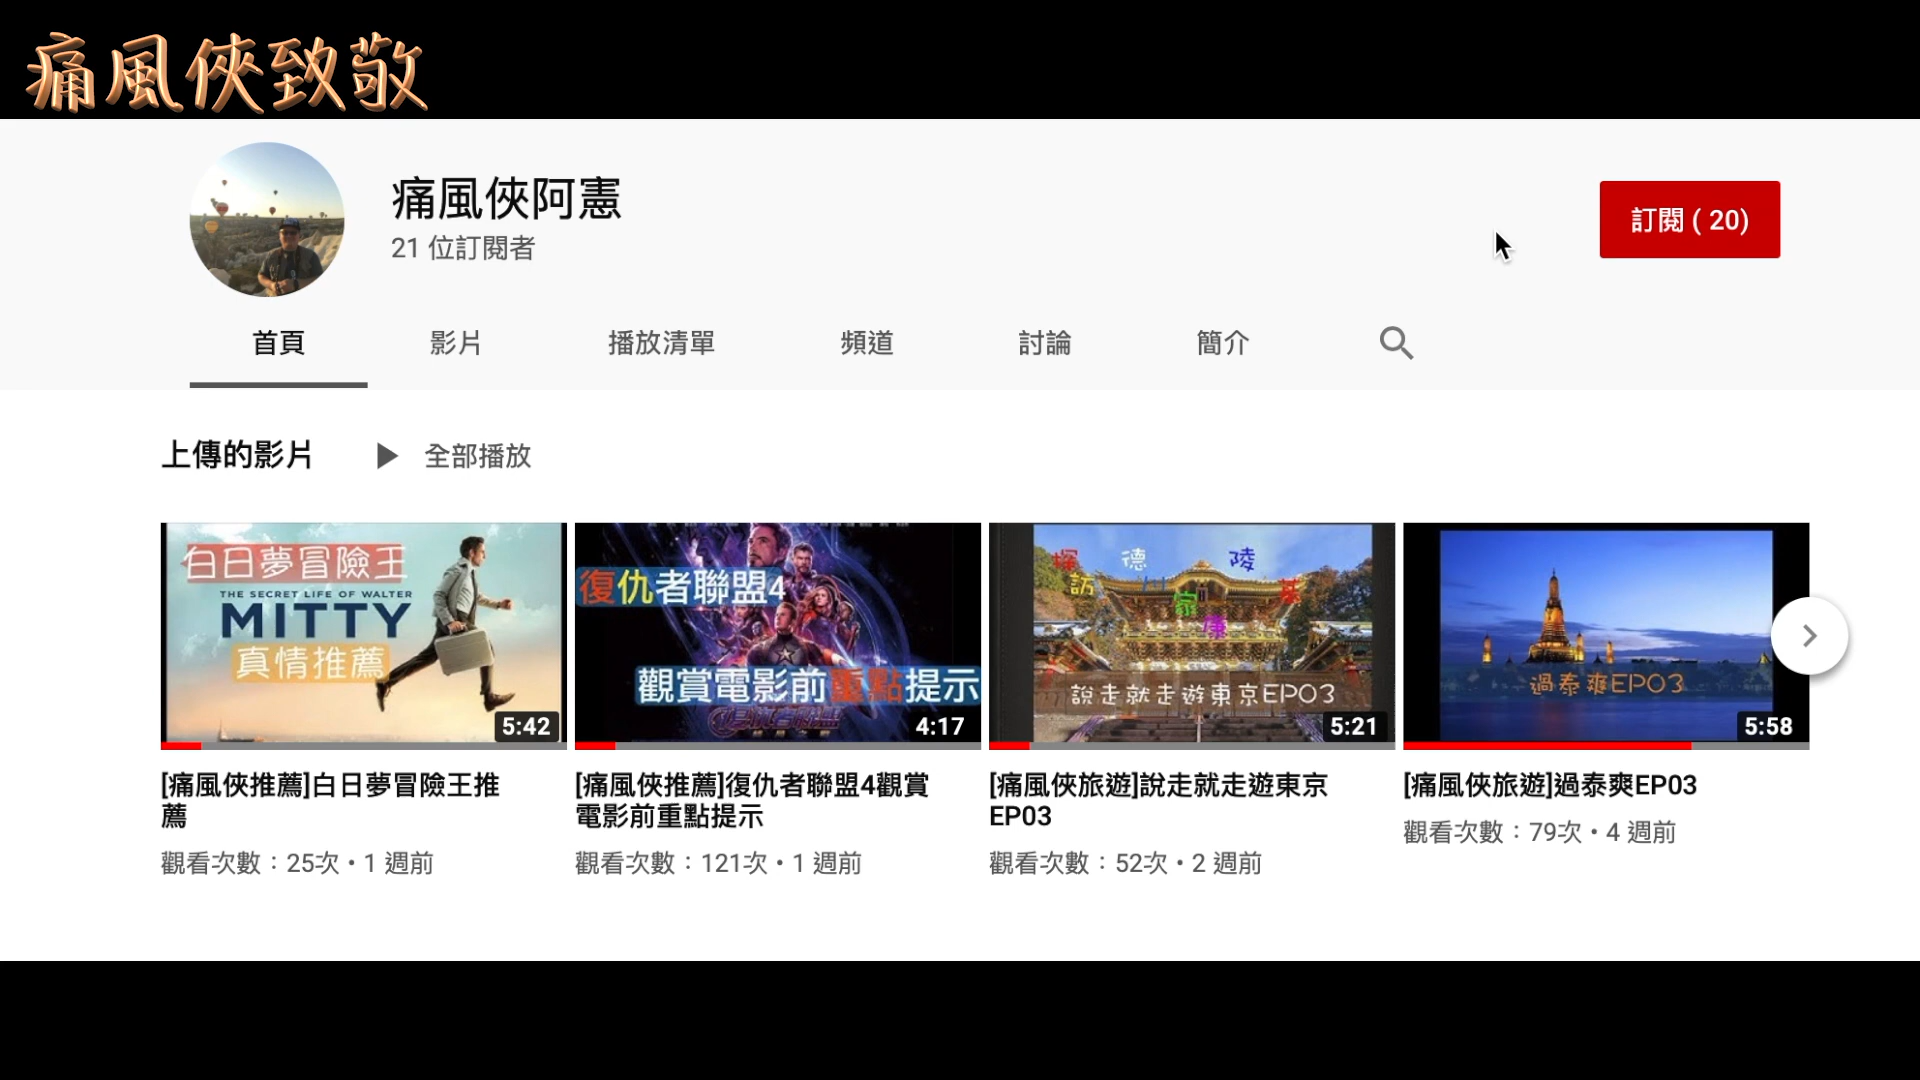 痛風俠致敬
痛風俠阿憲
21 位訂閱者
訂閱 ( 20)
首頁
影片
播放清單
頻道
討論
簡介
上傳的影片
全部播放
白日夢冒險王
THE SECRET LIFE OF WALTER
MITTY
真情推薦
5:42
復仇者聯盟4
觀賞電影前重點提示
4:17
探訪德川家康陵墓
說走就走遊東京EP03
5:21
過泰爽EP03
5:58
[痛風俠推薦]白日夢冒險王推
薦
觀看次數：25次・1 週前
[痛風俠推薦]復仇者聯盟4觀賞
電影前重點提示
觀看次數：121次・1 週前
[痛風俠旅遊]說走就走遊東京
EP03
觀看次數：52次・2 週前
[痛風俠旅遊]過泰爽EP03
觀看次數：79次・4 週前